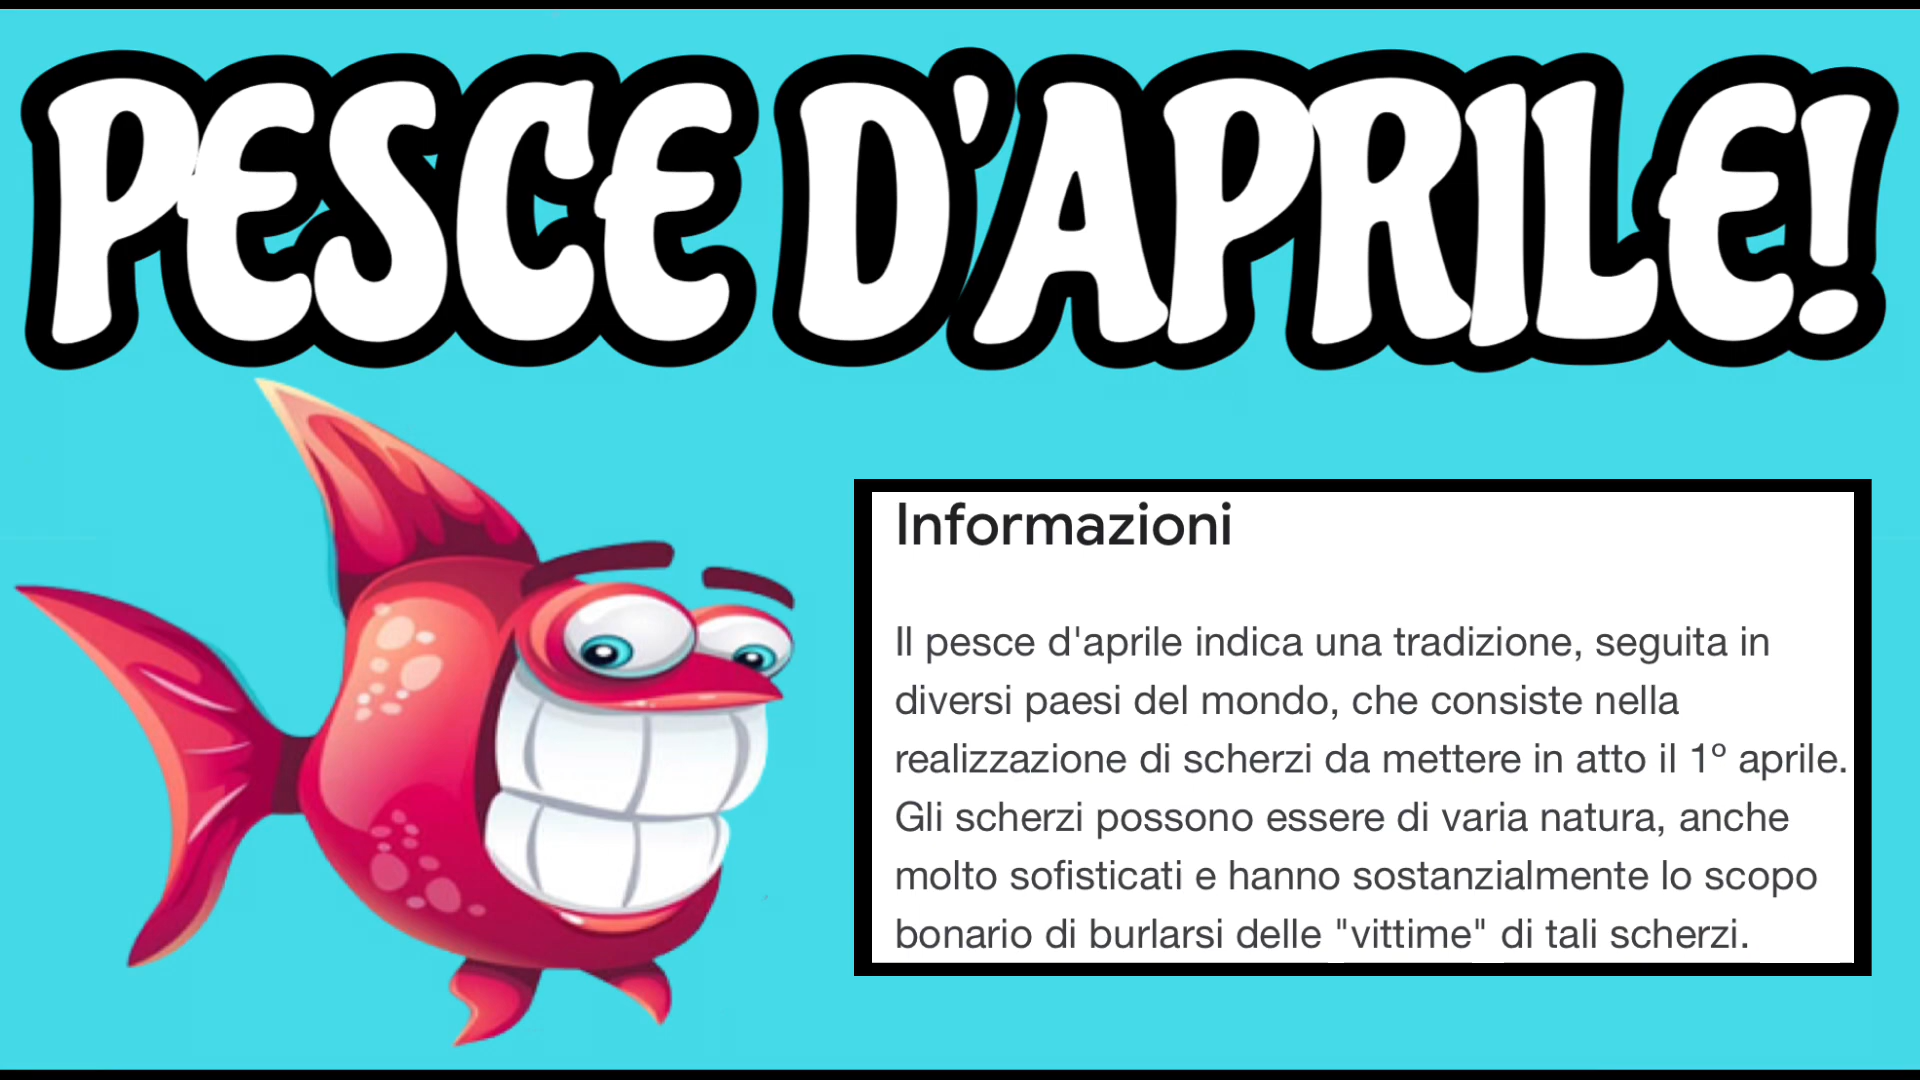 PESCE D'APRILE!
Informazioni
Il pesce d'aprile indica una tradizione, seguita in
diversi paesi del mondo, che consiste nella
realizzazione di scherzi da mettere in atto il 1º aprile.
Gli scherzi possono essere di varia natura, anche
molto sofisticati e hanno sostanzialmente lo scopo
bonario di burlarsi delle "vittime" di tali scherzi.